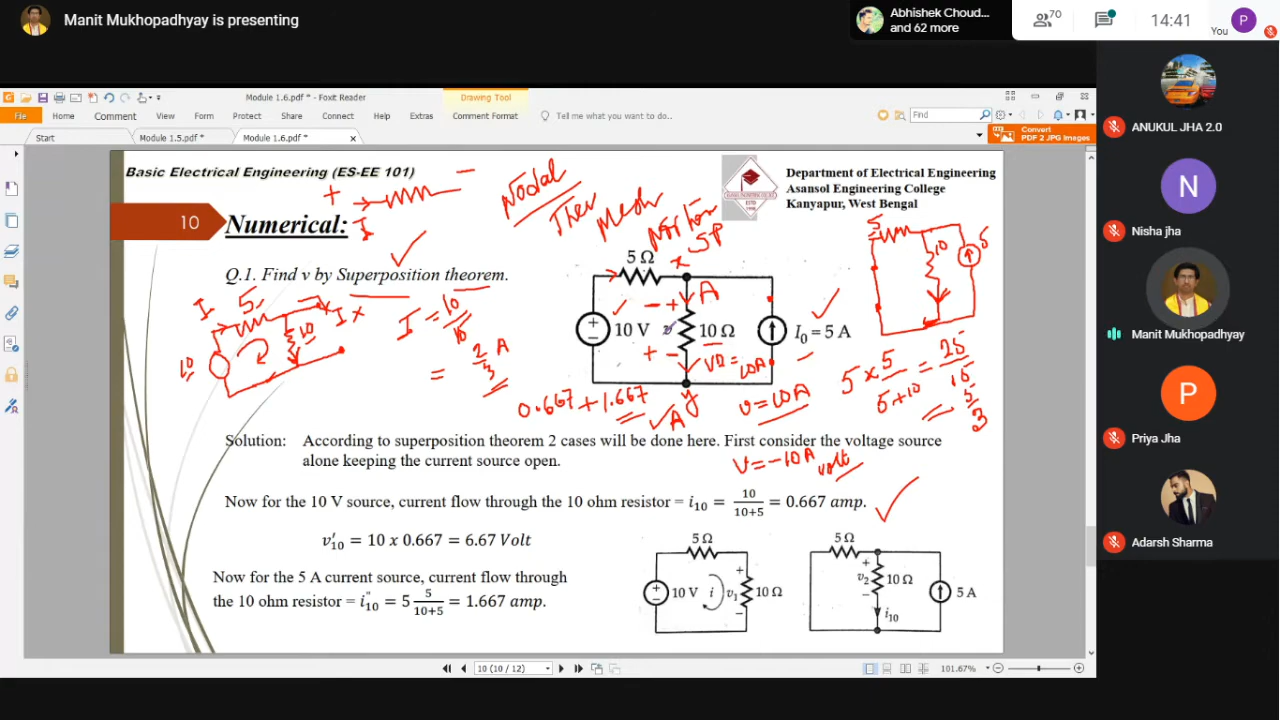 Manit Mukhopadhyay is presenting
Abhishek Choud...
and 62 more
70
14:41
You
P
Module 1.6.pdf * - Foxit Reader
Drawing Tool
File
Home
Comment
View
Form
Protect
Share
Connect
Help
Extras
Comment Format
Tell me what you want to do...
Find
Start
Module 1.5.pdf *
Module 1.6.pdf *
Convert
PDF 2 JPG Images
Basic Electrical Engineering (ES-EE 101)
Department of Electrical Engineering
Asansol Engineering College
Kanyapur, West Bengal
10
Numerical:
+ −
I
Nodal
Thev
mesh
Norton
SP
Q.1. Find v by Superposition theorem.
5 Ω
x
A
10 V
v
10 Ω
I0 = 5 A
y
I 5 I x
10
10
I = 10/15
= 2/3 A
0.667 + 1.667
A
v = 10A
v = 10A
5
10
5
5 × 5/(5+10) = 25/15
= 5/3
Solution: According to superposition theorem 2 cases will be done here. First consider the voltage source
alone keeping the current source open.
v = −10A volt
Now for the 10 V source, current flow through the 10 ohm resistor = i10 = 10/(10+5) = 0.667 amp.
v′10 = 10 x 0.667 = 6.67 Volt
Now for the 5 A current source, current flow through
the 10 ohm resistor = i″10 = 5 5/(10+5) = 1.667 amp.
5 Ω
10 V
i
v1
10 Ω
5 Ω
v2
10 Ω
i10
5 A
10 (10 / 12)
101.67%
ANUKUL JHA 2.0
N
Nisha jha
Manit Mukhopadhyay
P
Priya Jha
Adarsh Sharma